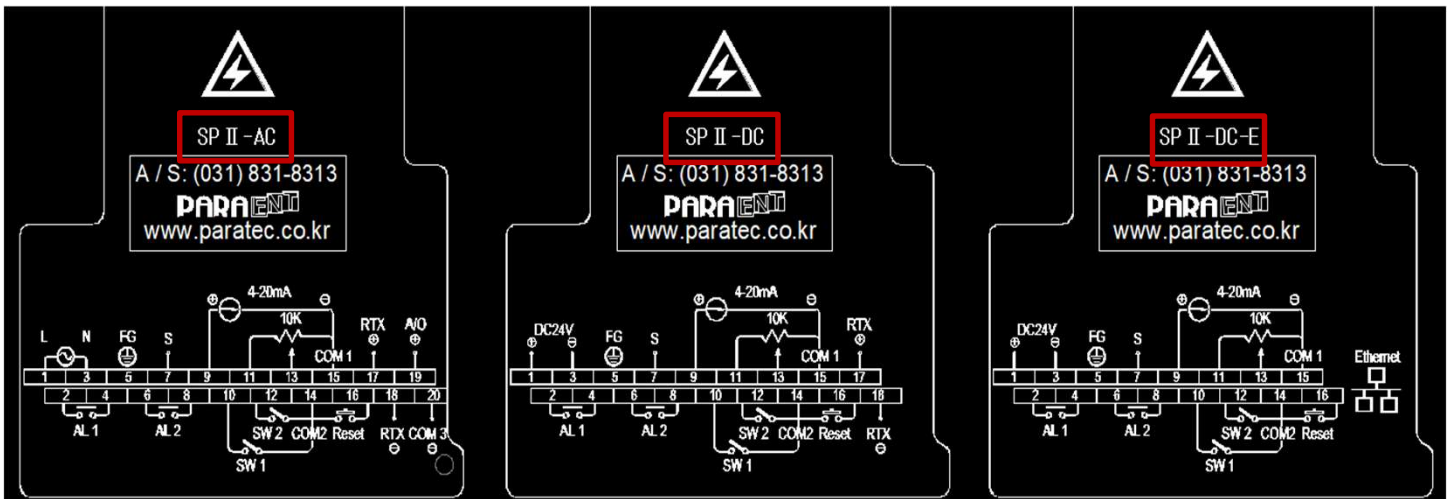 SP Ⅱ-AC
A / S: (031) 831-8313
PARAENT
www.paratec.co.kr
4-20mA
⊕ ⊖
10K
RTX A/O
⊕ ⊕
L N FG S
COM 1
1 3 5 7 9 11 13 15 17 19
2 4 6 8 10 12 14 16 18 20
AL 1 AL 2 SW 2 COM2 Reset RTX COM 3
⊖ ⊖
SW 1
SP Ⅱ-DC
A / S: (031) 831-8313
PARAENT
www.paratec.co.kr
4-20mA
⊕ ⊖
10K
RTX
⊕
DC24V FG S
⊕ ⊖
COM 1
1 3 5 7 9 11 13 15 17
2 4 6 8 10 12 14 16 18
AL 1 AL 2 SW 2 COM2 Reset RTX
⊖
SW 1
SP Ⅱ-DC-E
A / S: (031) 831-8313
PARAENT
www.paratec.co.kr
4-20mA
⊕ ⊖
10K
DC24V FG S
⊕ ⊖
COM 1 Ethernet
1 3 5 7 9 11 13 15
2 4 6 8 10 12 14 16
AL 1 AL 2 SW 2 COM2 Reset
SW 1